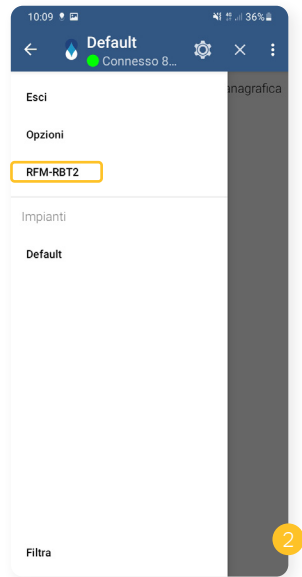 10:09 36%
Default
Connesso 8...
anagrafica
Esci
Opzioni
RFM-RBT2
Impianti
Default
Filtra
2